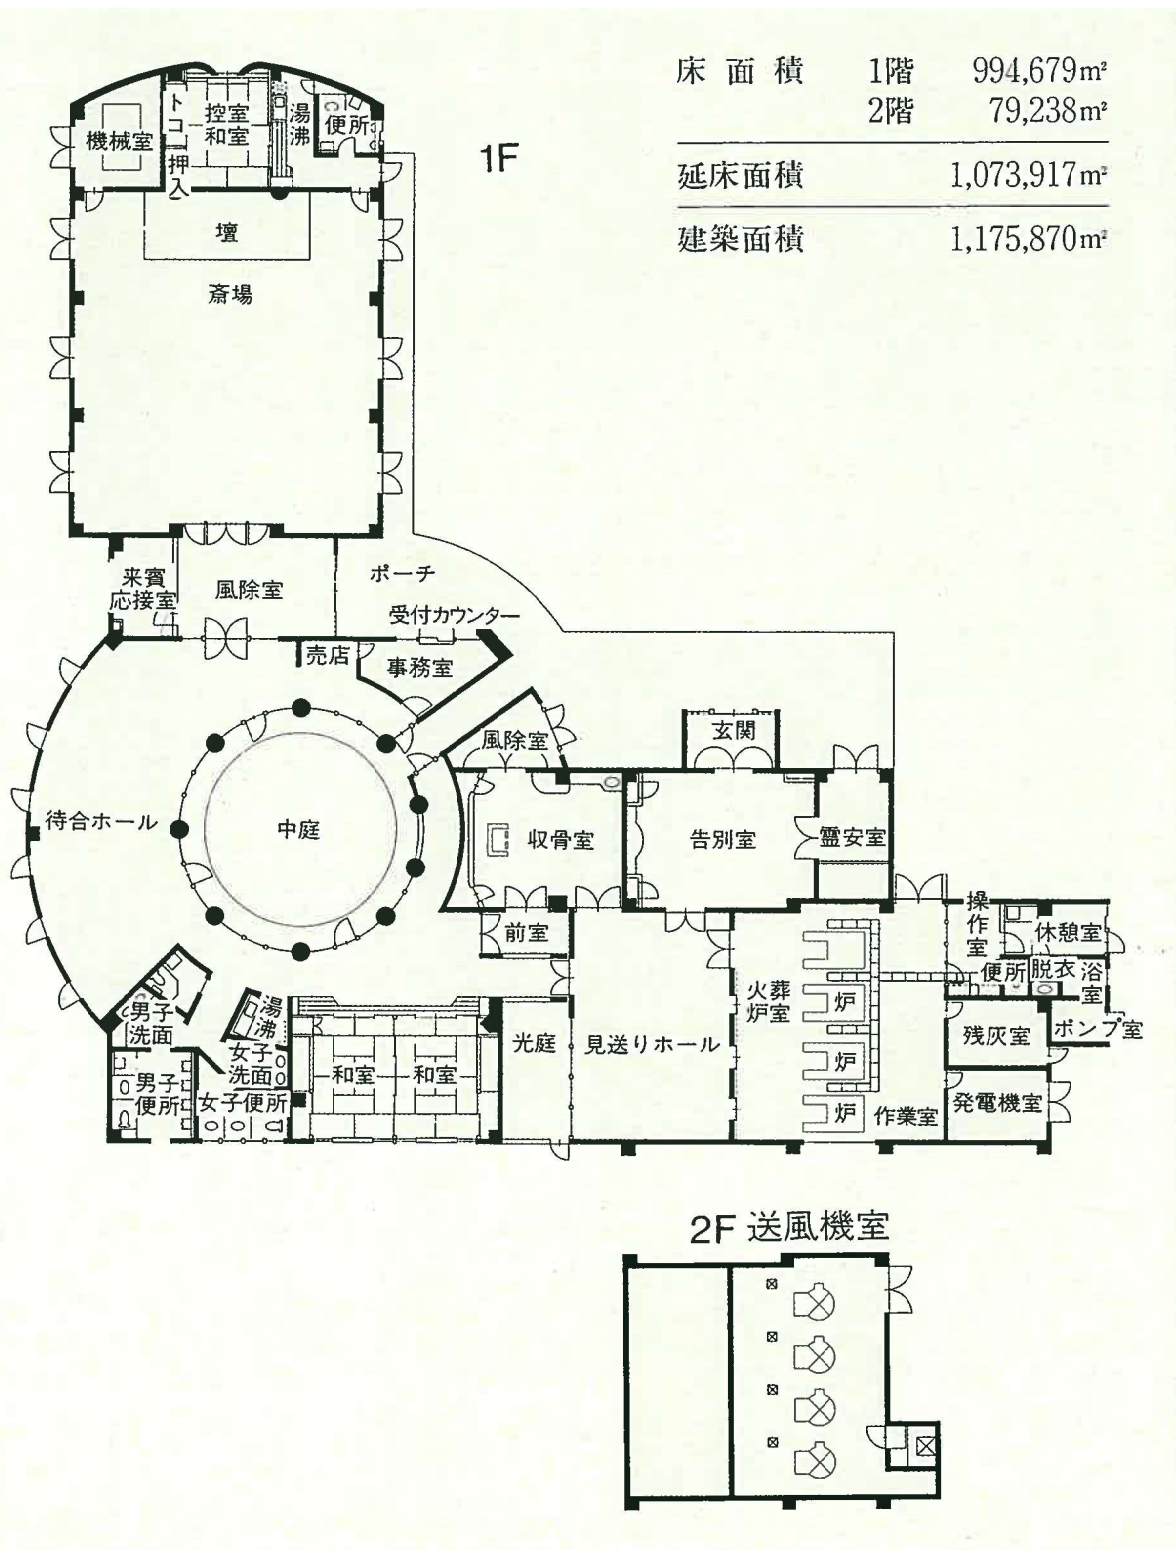 床面積 1階 994,679㎡
2階 79,238㎡
延床面積 1,073,917㎡
建築面積 1,175,870㎡
1F
機械室
トコ
押入
控室
和室
湯沸
便所
壇
斎場
来賓
応接室
風除室
ポーチ
受付カウンター
売店
事務室
風除室
玄関
待合ホール
中庭
収骨室
告別室
霊安室
前室
操作室
休憩室
便所
脱衣
浴室
火葬
炉室
炉
炉
炉
残灰室
ポンプ室
発電機室
作業室
男子
洗面
湯沸
女子
洗面
男子
便所
女子便所
和室
和室
光庭
見送りホール
2F 送風機室